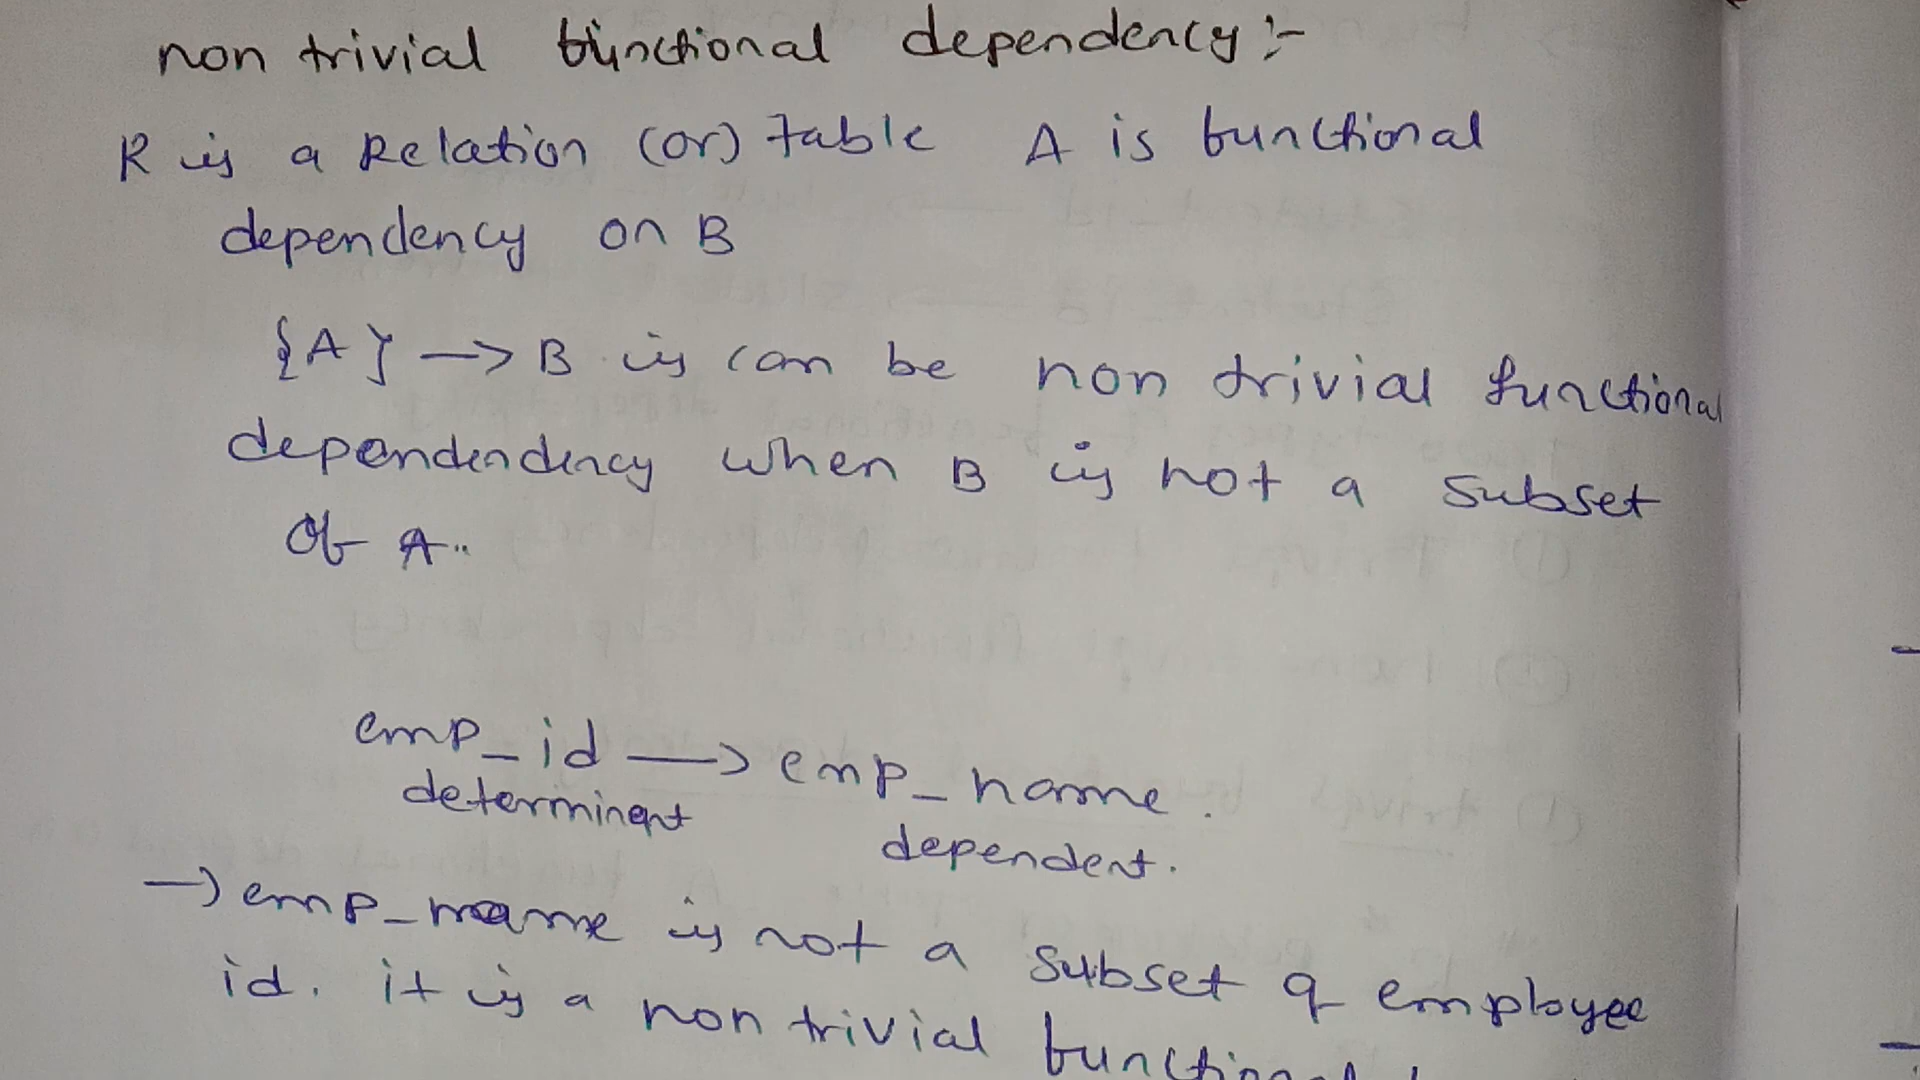 non trivial functional dependency :-
R is a Relation (or) table A is functional
dependency on B
{A} —> B is can be non trivial functional
dependendency when B is not a subset
of A..
emp_id —> emp_name.
determinent
dependent.
—> emp_name is not a subset of employee
id. it is a non trivial functional